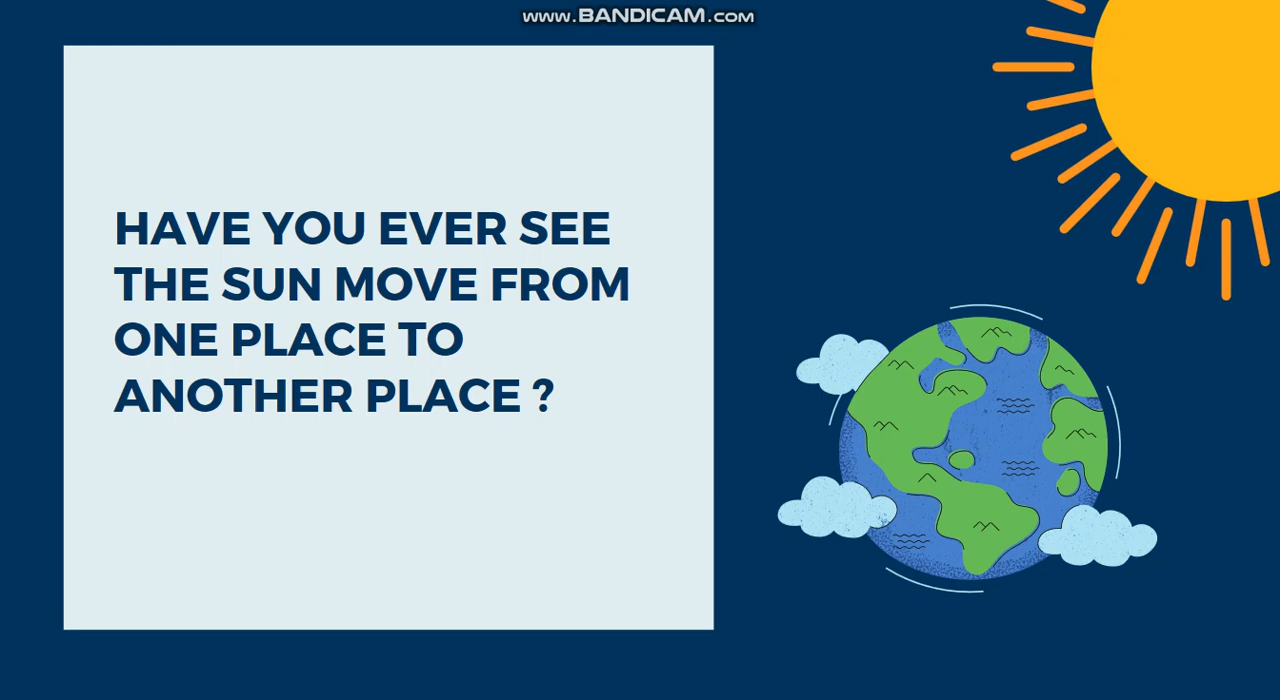 www.BANDICAM.com
HAVE YOU EVER SEE
THE SUN MOVE FROM
ONE PLACE TO
ANOTHER PLACE ?